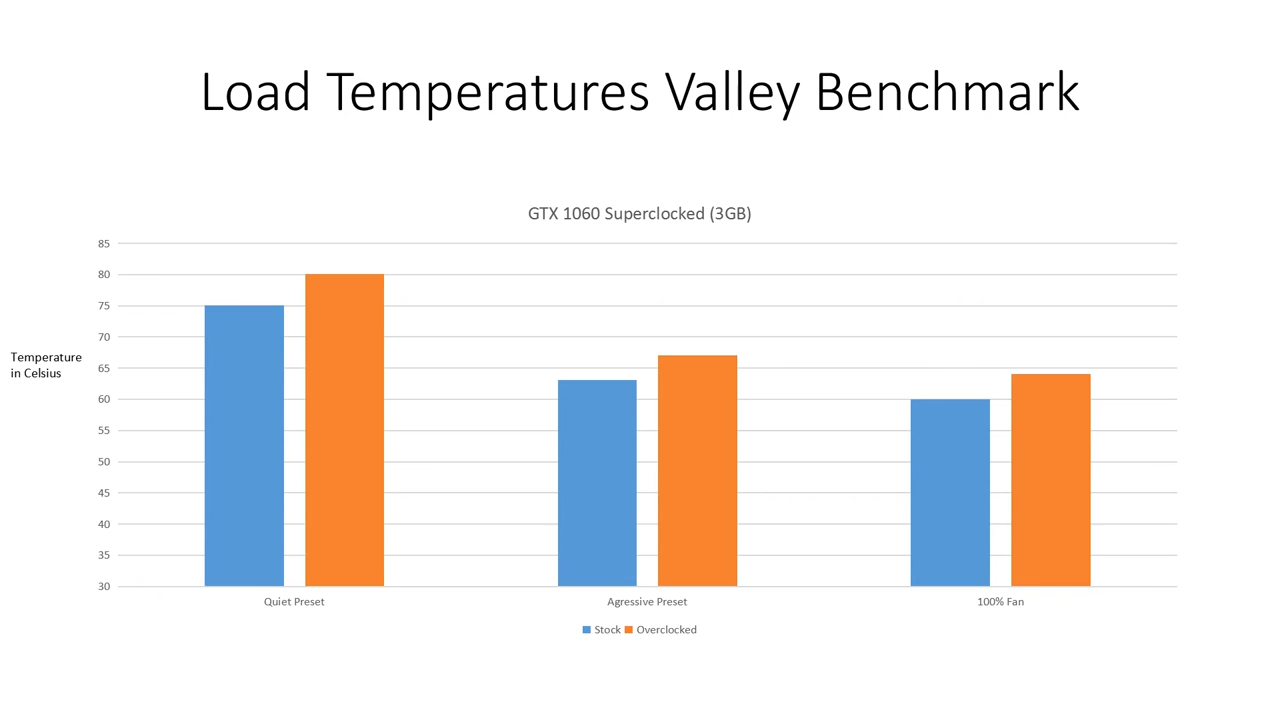 Load Temperatures Valley Benchmark
GTX 1060 Superclocked (3GB)
85
80
75
70
65
60
55
50
45
40
35
30
Temperature
in Celsius
Quiet Preset
Agressive Preset
100% Fan
Stock
Overclocked